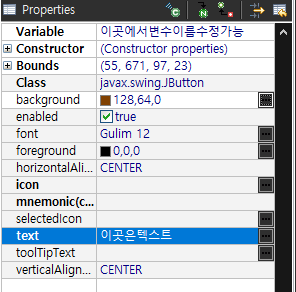 Properties
Variable 이곳에서변수이름수정가능
Constructor (Constructor properties)
Bounds (55, 671, 97, 23)
Class javax.swing.JButton
background 128,64,0
enabled true
font Gulim 12
foreground 0,0,0
horizontalAli... CENTER
icon
mnemonic(c...
selectedIcon
text 이곳은텍스트
toolTipText
verticalAlign... CENTER